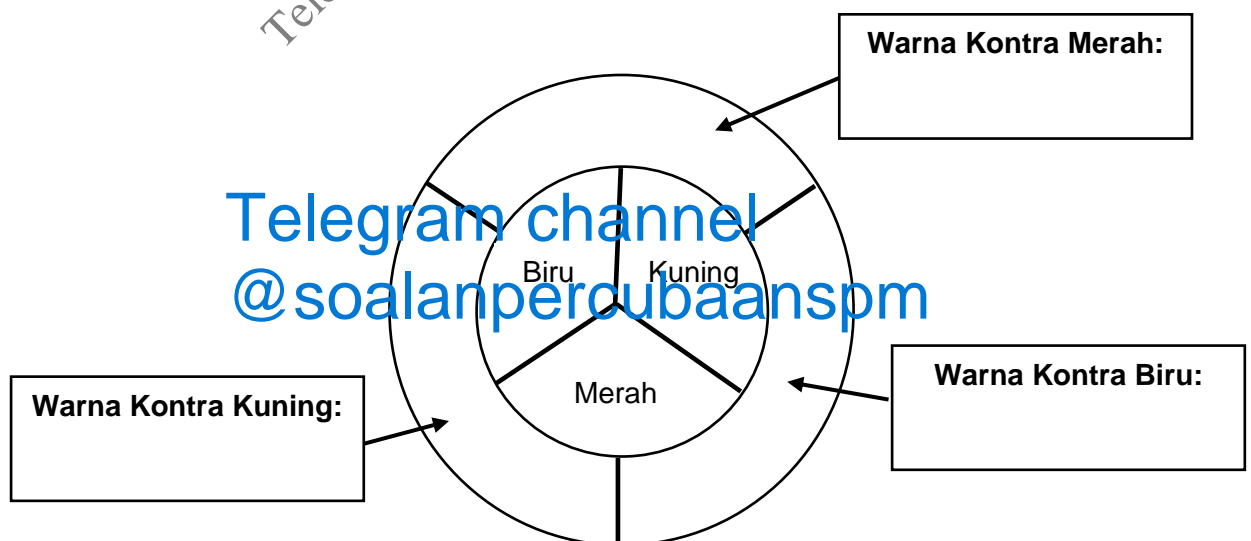 Warna Kontra Merah:
Telegram channel
@soalanpercubaanspm
Biru
Kuning
Merah
Warna Kontra Biru:
Warna Kontra Kuning: